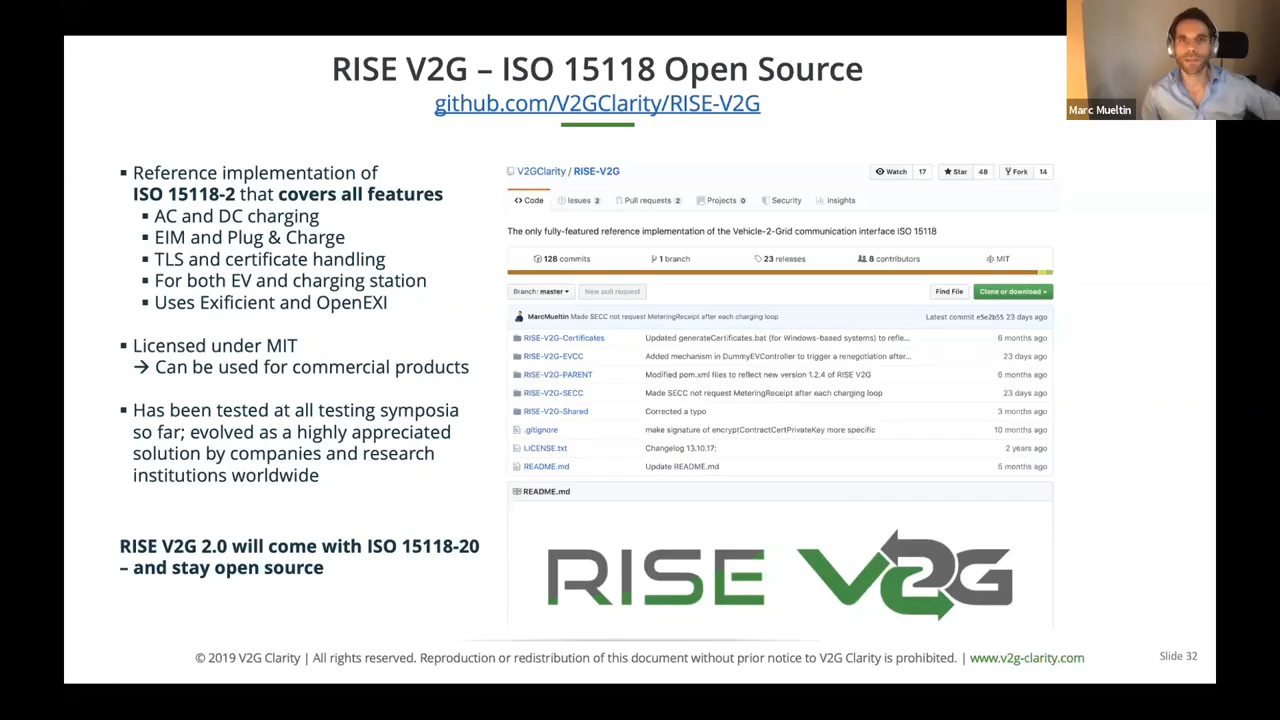 RISE V2G – ISO 15118 Open Source
github.com/V2GClarity/RISE-V2G
Marc Mueltin
▪ Reference implementation of
ISO 15118-2 that covers all features
▪ AC and DC charging
▪ EIM and Plug & Charge
▪ TLS and certificate handling
▪ For both EV and charging station
▪ Uses Exificient and OpenEXI
▪ Licensed under MIT
→ Can be used for commercial products
▪ Has been tested at all testing symposia
so far; evolved as a highly appreciated
solution by companies and research
institutions worldwide
RISE V2G 2.0 will come with ISO 15118-20
– and stay open source
V2GClarity / RISE-V2G Watch 17 Star 48 Fork 14
<> Code Issues 2 Pull requests 2 Projects 0 Security Insights
The only fully-featured reference implementation of the Vehicle-2-Grid communication interface ISO 15118
128 commits 1 branch 23 releases 8 contributors MIT
Branch: master New pull request Find File Clone or download
MarcMueltin Made SECC not request MeteringReceipt after each charging loop Latest commit e5e2b55 23 days ago
RISE-V2G-Certificates Updated generateCertificates.bat (for Windows-based systems) to refle... 6 months ago
RISE-V2G-EVCC Added mechanism in DummyEVController to trigger a renegotiation after... 23 days ago
RISE-V2G-PARENT Modified pom.xml files to reflect new version 1.2.4 of RISE V2G 6 months ago
RISE-V2G-SECC Made SECC not request MeteringReceipt after each charging loop 23 days ago
RISE-V2G-Shared Corrected a typo 3 months ago
.gitignore make signature of encryptContractCertPrivateKey more specific 10 months ago
LICENSE.txt Changelog 13.10.17: 2 years ago
README.md Update README.md 5 months ago
README.md
RISE V2G
© 2019 V2G Clarity | All rights reserved. Reproduction or redistribution of this document without prior notice to V2G Clarity is prohibited. | www.v2g-clarity.com
Slide 32